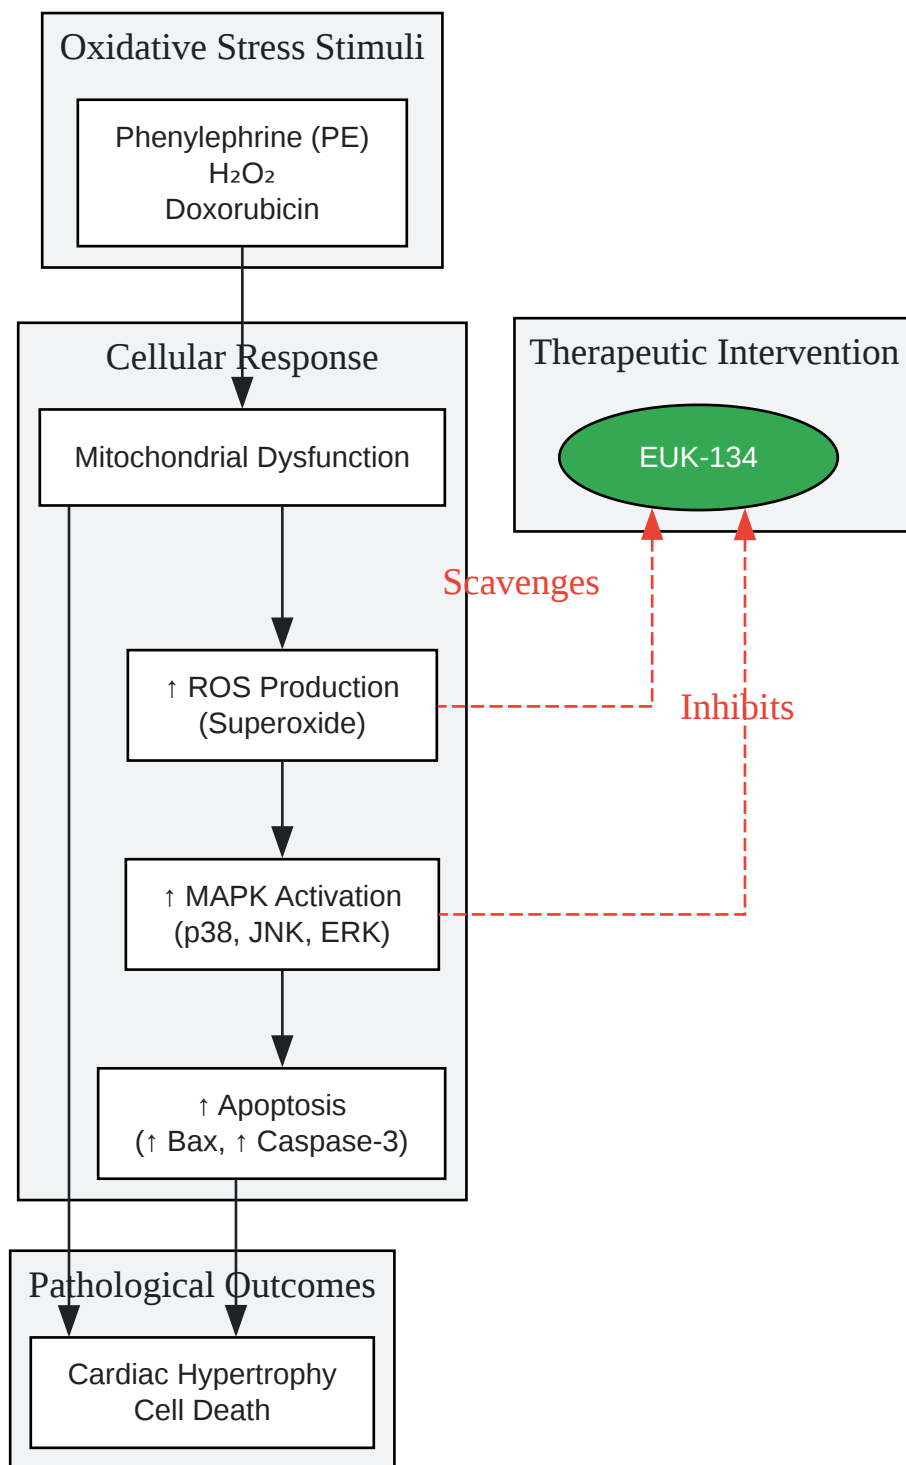 Oxidative Stress Stimuli
Phenylephrine (PE)
H₂O₂
Doxorubicin
Cellular Response
Mitochondrial Dysfunction
Therapeutic Intervention
EUK-134
Scavenges
↑ ROS Production
(Superoxide)
Inhibits
↑ MAPK Activation
(p38, JNK, ERK)
↑ Apoptosis
(↑ Bax, ↑ Caspase-3)
Pathological Outcomes
Cardiac Hypertrophy
Cell Death